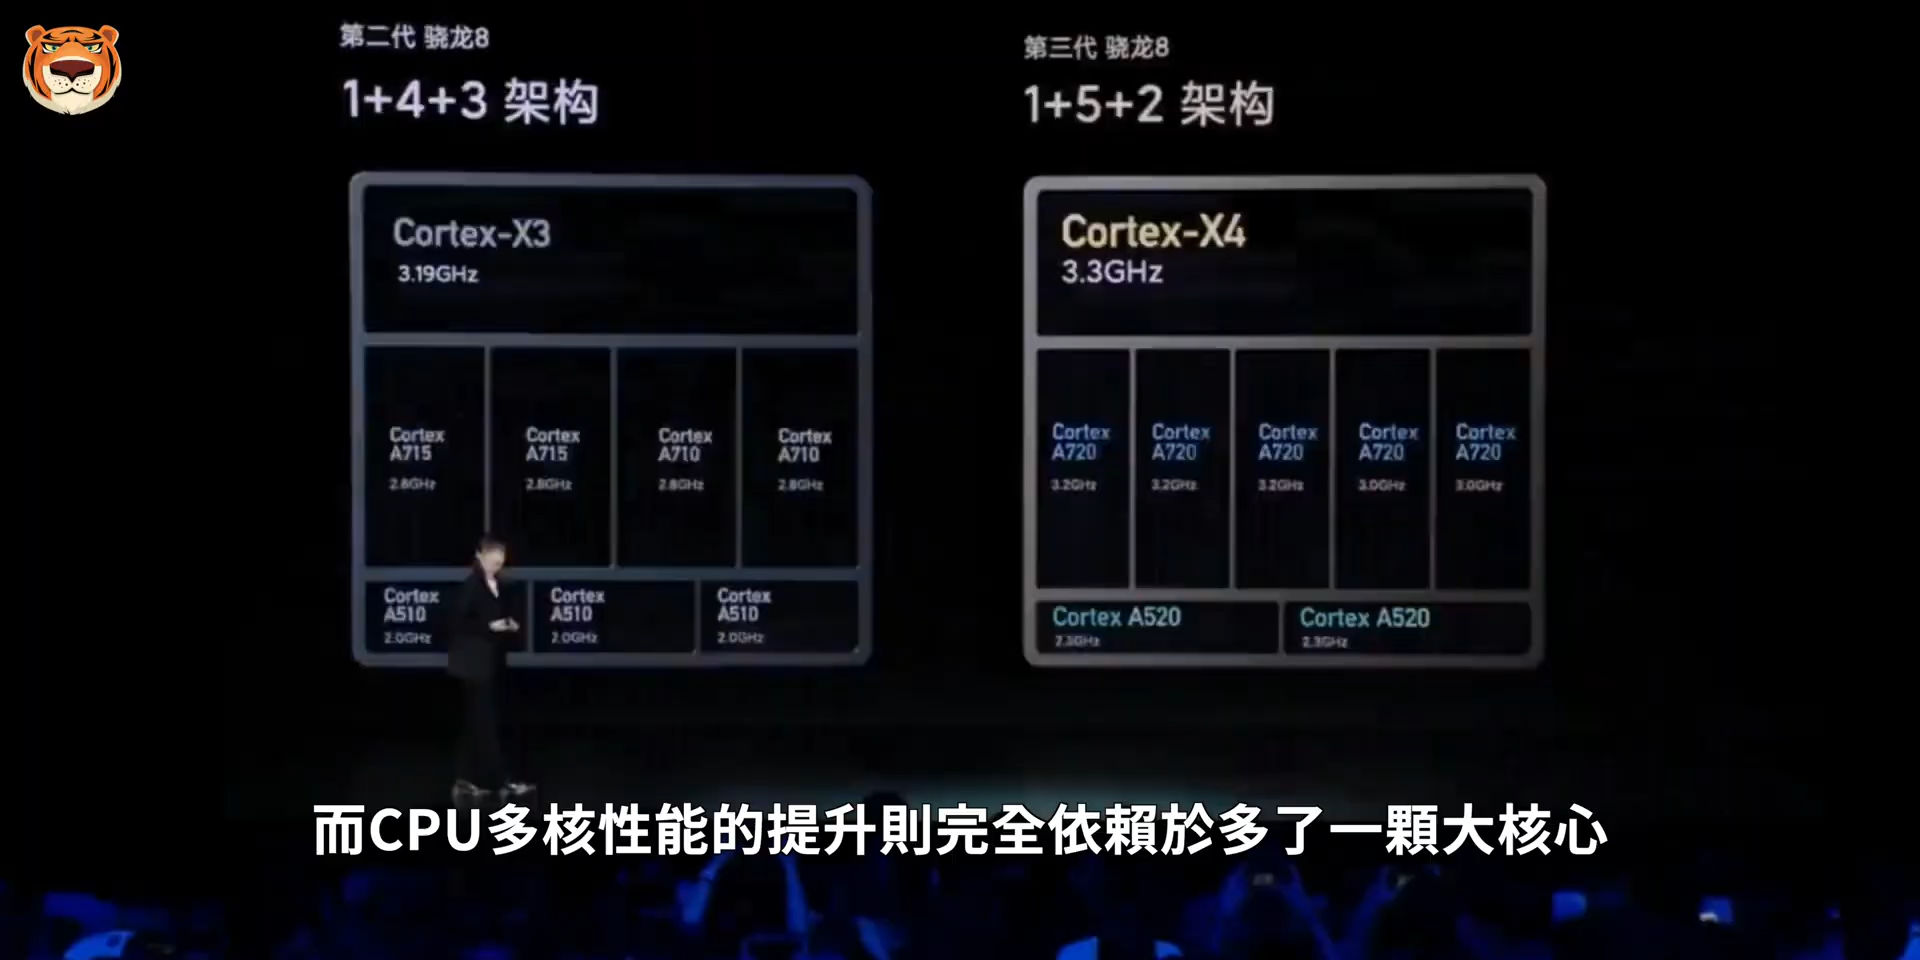 第二代 骁龙8
1+4+3 架构
Cortex-X3
3.19GHz
Cortex
A715
2.8GHz
Cortex
A715
2.8GHz
Cortex
A710
2.8GHz
Cortex
A710
2.8GHz
Cortex
A510
2.0GHz
Cortex
A510
2.0GHz
Cortex
A510
2.0GHz
第三代 骁龙8
1+5+2 架构
Cortex-X4
3.3GHz
Cortex
A720
3.2GHz
Cortex
A720
3.2GHz
Cortex
A720
3.2GHz
Cortex
A720
3.0GHz
Cortex
A720
3.0GHz
Cortex A520
2.3GHz
Cortex A520
2.3GHz
而CPU多核性能的提升則完全依賴於多了一顆大核心